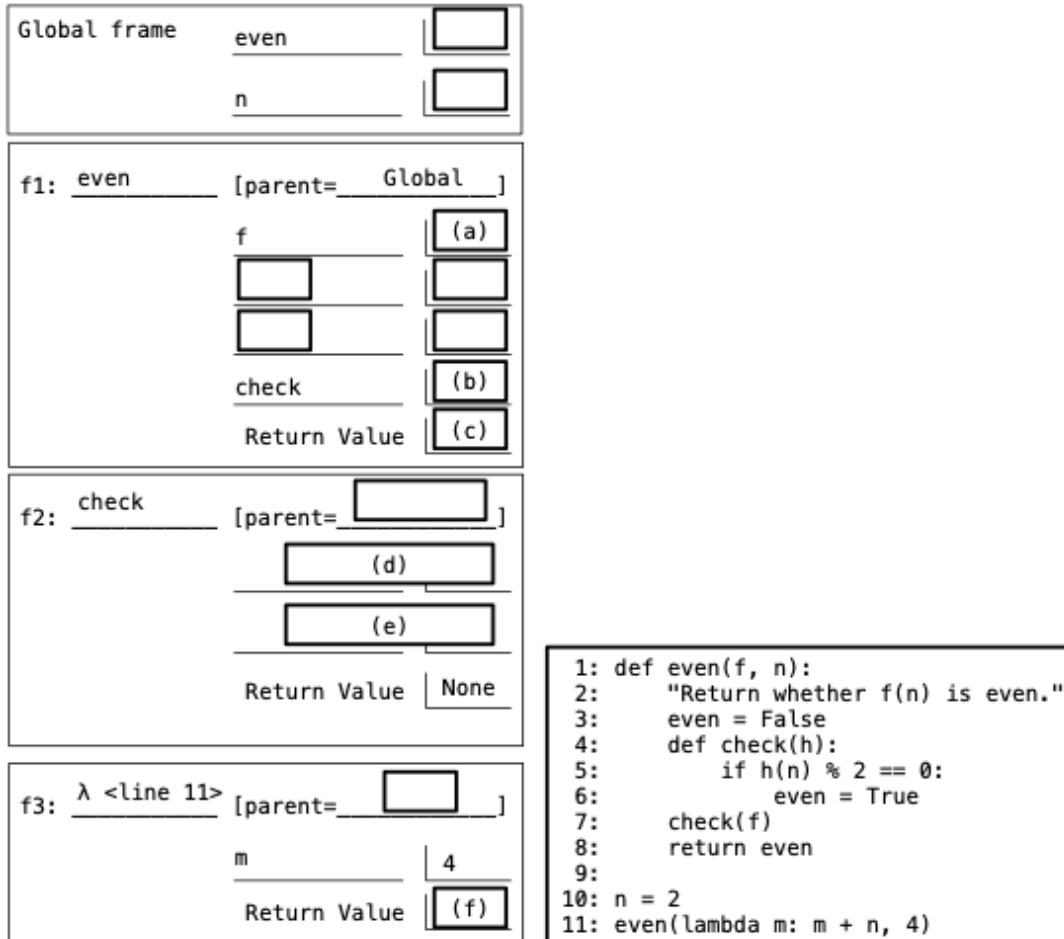 Global frame even
n
f1: even [parent=Global]
f (a)
check (b)
Return Value (c)
f2: check [parent=]
(d)
(e)
Return Value None
f3: λ <line 11> [parent=]
m 4
Return Value (f)
1: def even(f, n):
2:     "Return whether f(n) is even."
3:     even = False
4:     def check(h):
5:         if h(n) % 2 == 0:
6:             even = True
7:     check(f)
8:     return even
9:
10: n = 2
11: even(lambda m: m + n, 4)